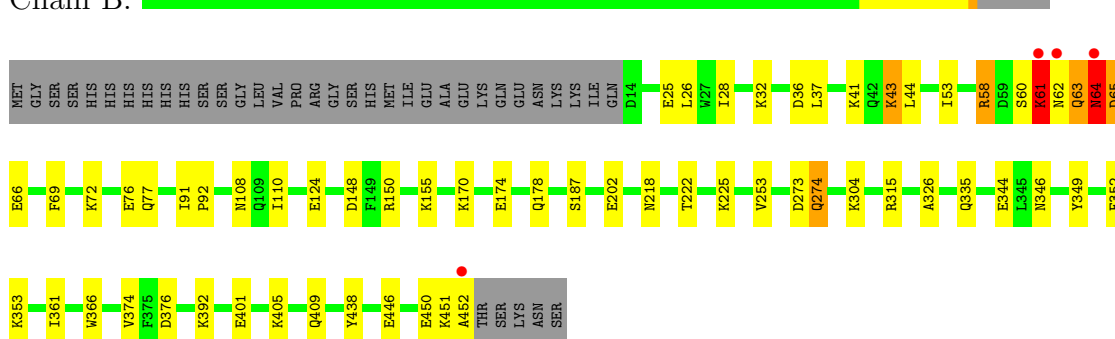 Chain B:
MET GLY SER SER HIS HIS HIS HIS HIS HIS SER SER GLY LEU VAL PRO ARG GLY SER HIS MET ILE GLU ALA GLU LYS GLN GLU ASN LYS LYS ILE GLN D14 E25 L26 W27 I28 K32 D36 L37 K41 Q42 K43 L44 I53 R58 D59 S60 K61 N62 Q63 N64
E66 F69 K72 E76 Q77 I91 P92 N108 Q109 I110 E124 D148 F149 R150 K155 K170 E174 Q178 S187 E202 N218 T222 K225 V253 D273 Q274 K304 R315 A326 Q335 E344 L345 N346 Y349
K353 I361 W366 V374 F375 D376 K392 E401 K405 Q409 Y438 E446 E450 K451 A452 THR SER LYS ASN SER